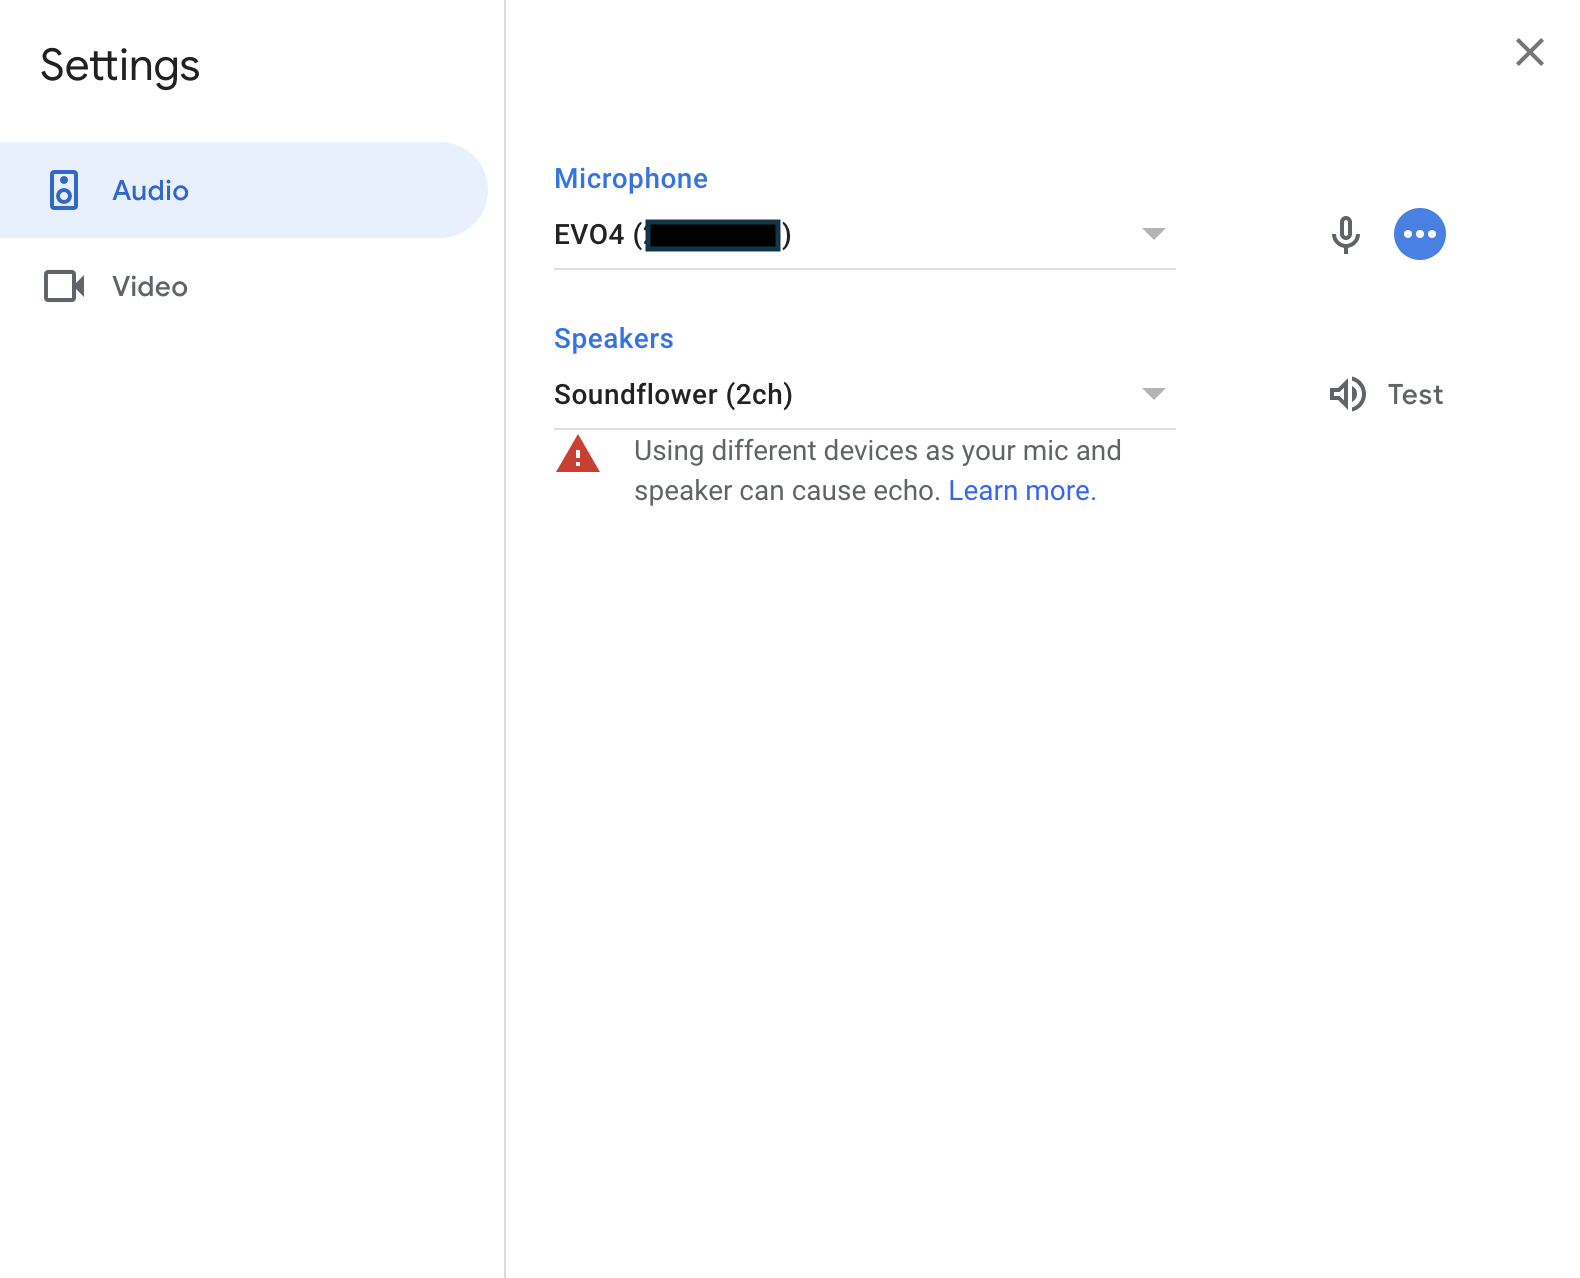 Settings
Audio
Video
Microphone
EVO4 ( )
Speakers
Soundflower (2ch)
Test
Using different devices as your mic and
speaker can cause echo. Learn more.